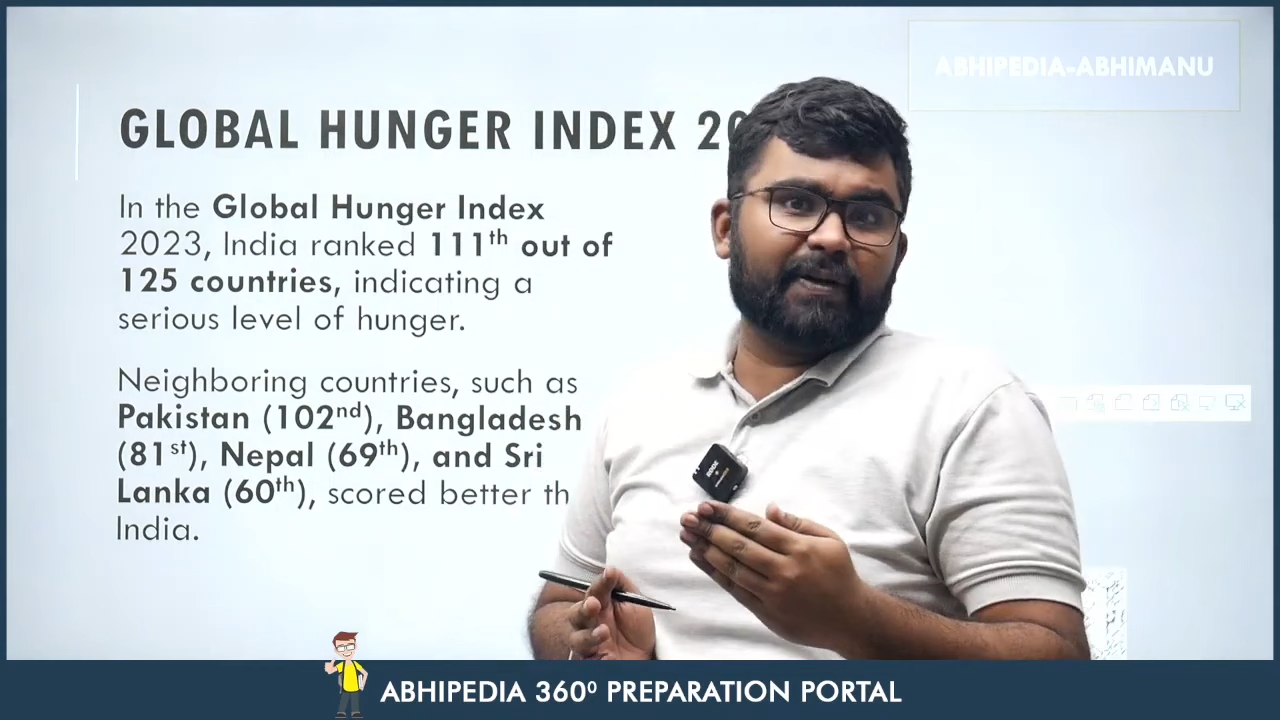 ABHIPEDIA-ABHIMANU
GLOBAL HUNGER INDEX
In the Global Hunger Index
2023, India ranked 111th out of
125 countries, indicating a
serious level of hunger.
Neighboring countries, such as
Pakistan (102nd), Bangladesh
(81st), Nepal (69th), and Sri
Lanka (60th), scored better th
India.
RODE
ABHIPEDIA 360⁰ PREPARATION PORTAL